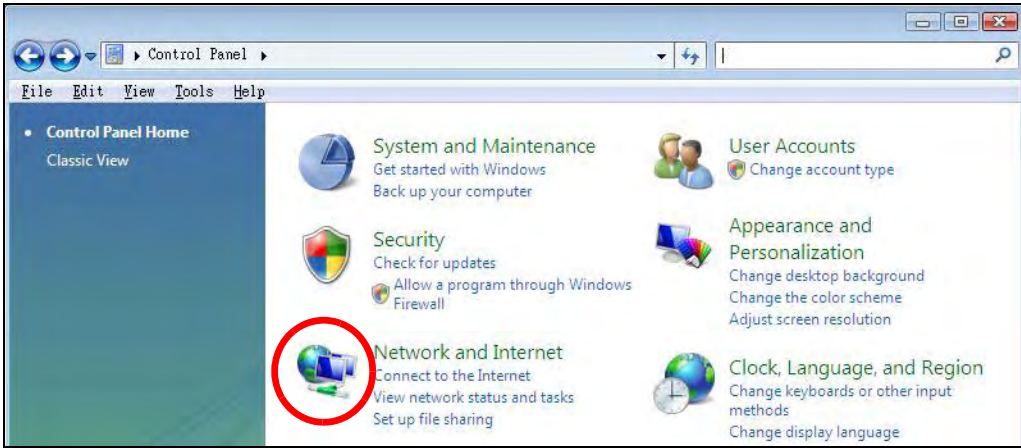 Control Panel
File Edit View Tools Help
Control Panel Home
Classic View
System and Maintenance
Get started with Windows
Back up your computer
Security
Check for updates
Allow a program through Windows
Firewall
Network and Internet
Connect to the Internet
View network status and tasks
Set up file sharing
User Accounts
Change account type
Appearance and
Personalization
Change desktop background
Change the color scheme
Adjust screen resolution
Clock, Language, and Region
Change keyboards or other input
methods
Change display language